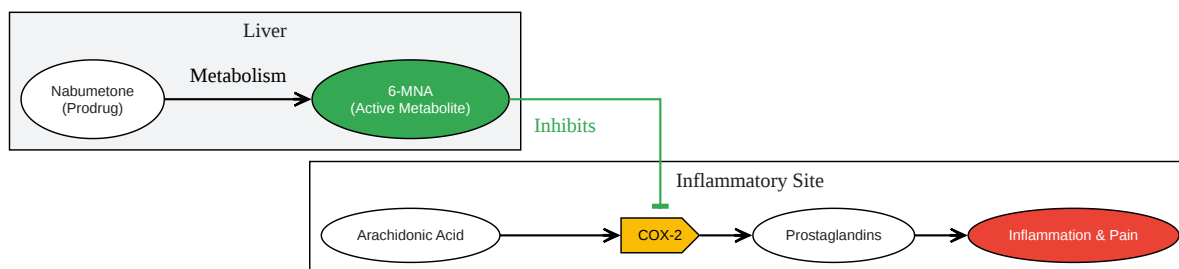 Liver
Metabolism
Nabumetone
(Prodrug)
6-MNA
(Active Metabolite)
Inhibits
Inflammatory Site
Arachidonic Acid
COX-2
Prostaglandins
Inflammation & Pain